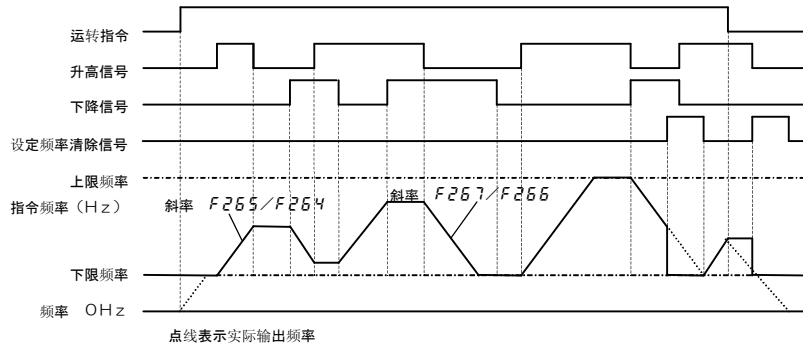 运转指令
升高信号
下降信号
设定频率清除信号
上限频率
指令频率（Hz） 斜率 F265／F264 斜率 F267／F266
下限频率
频率 0Hz
点线表示实际输出频率